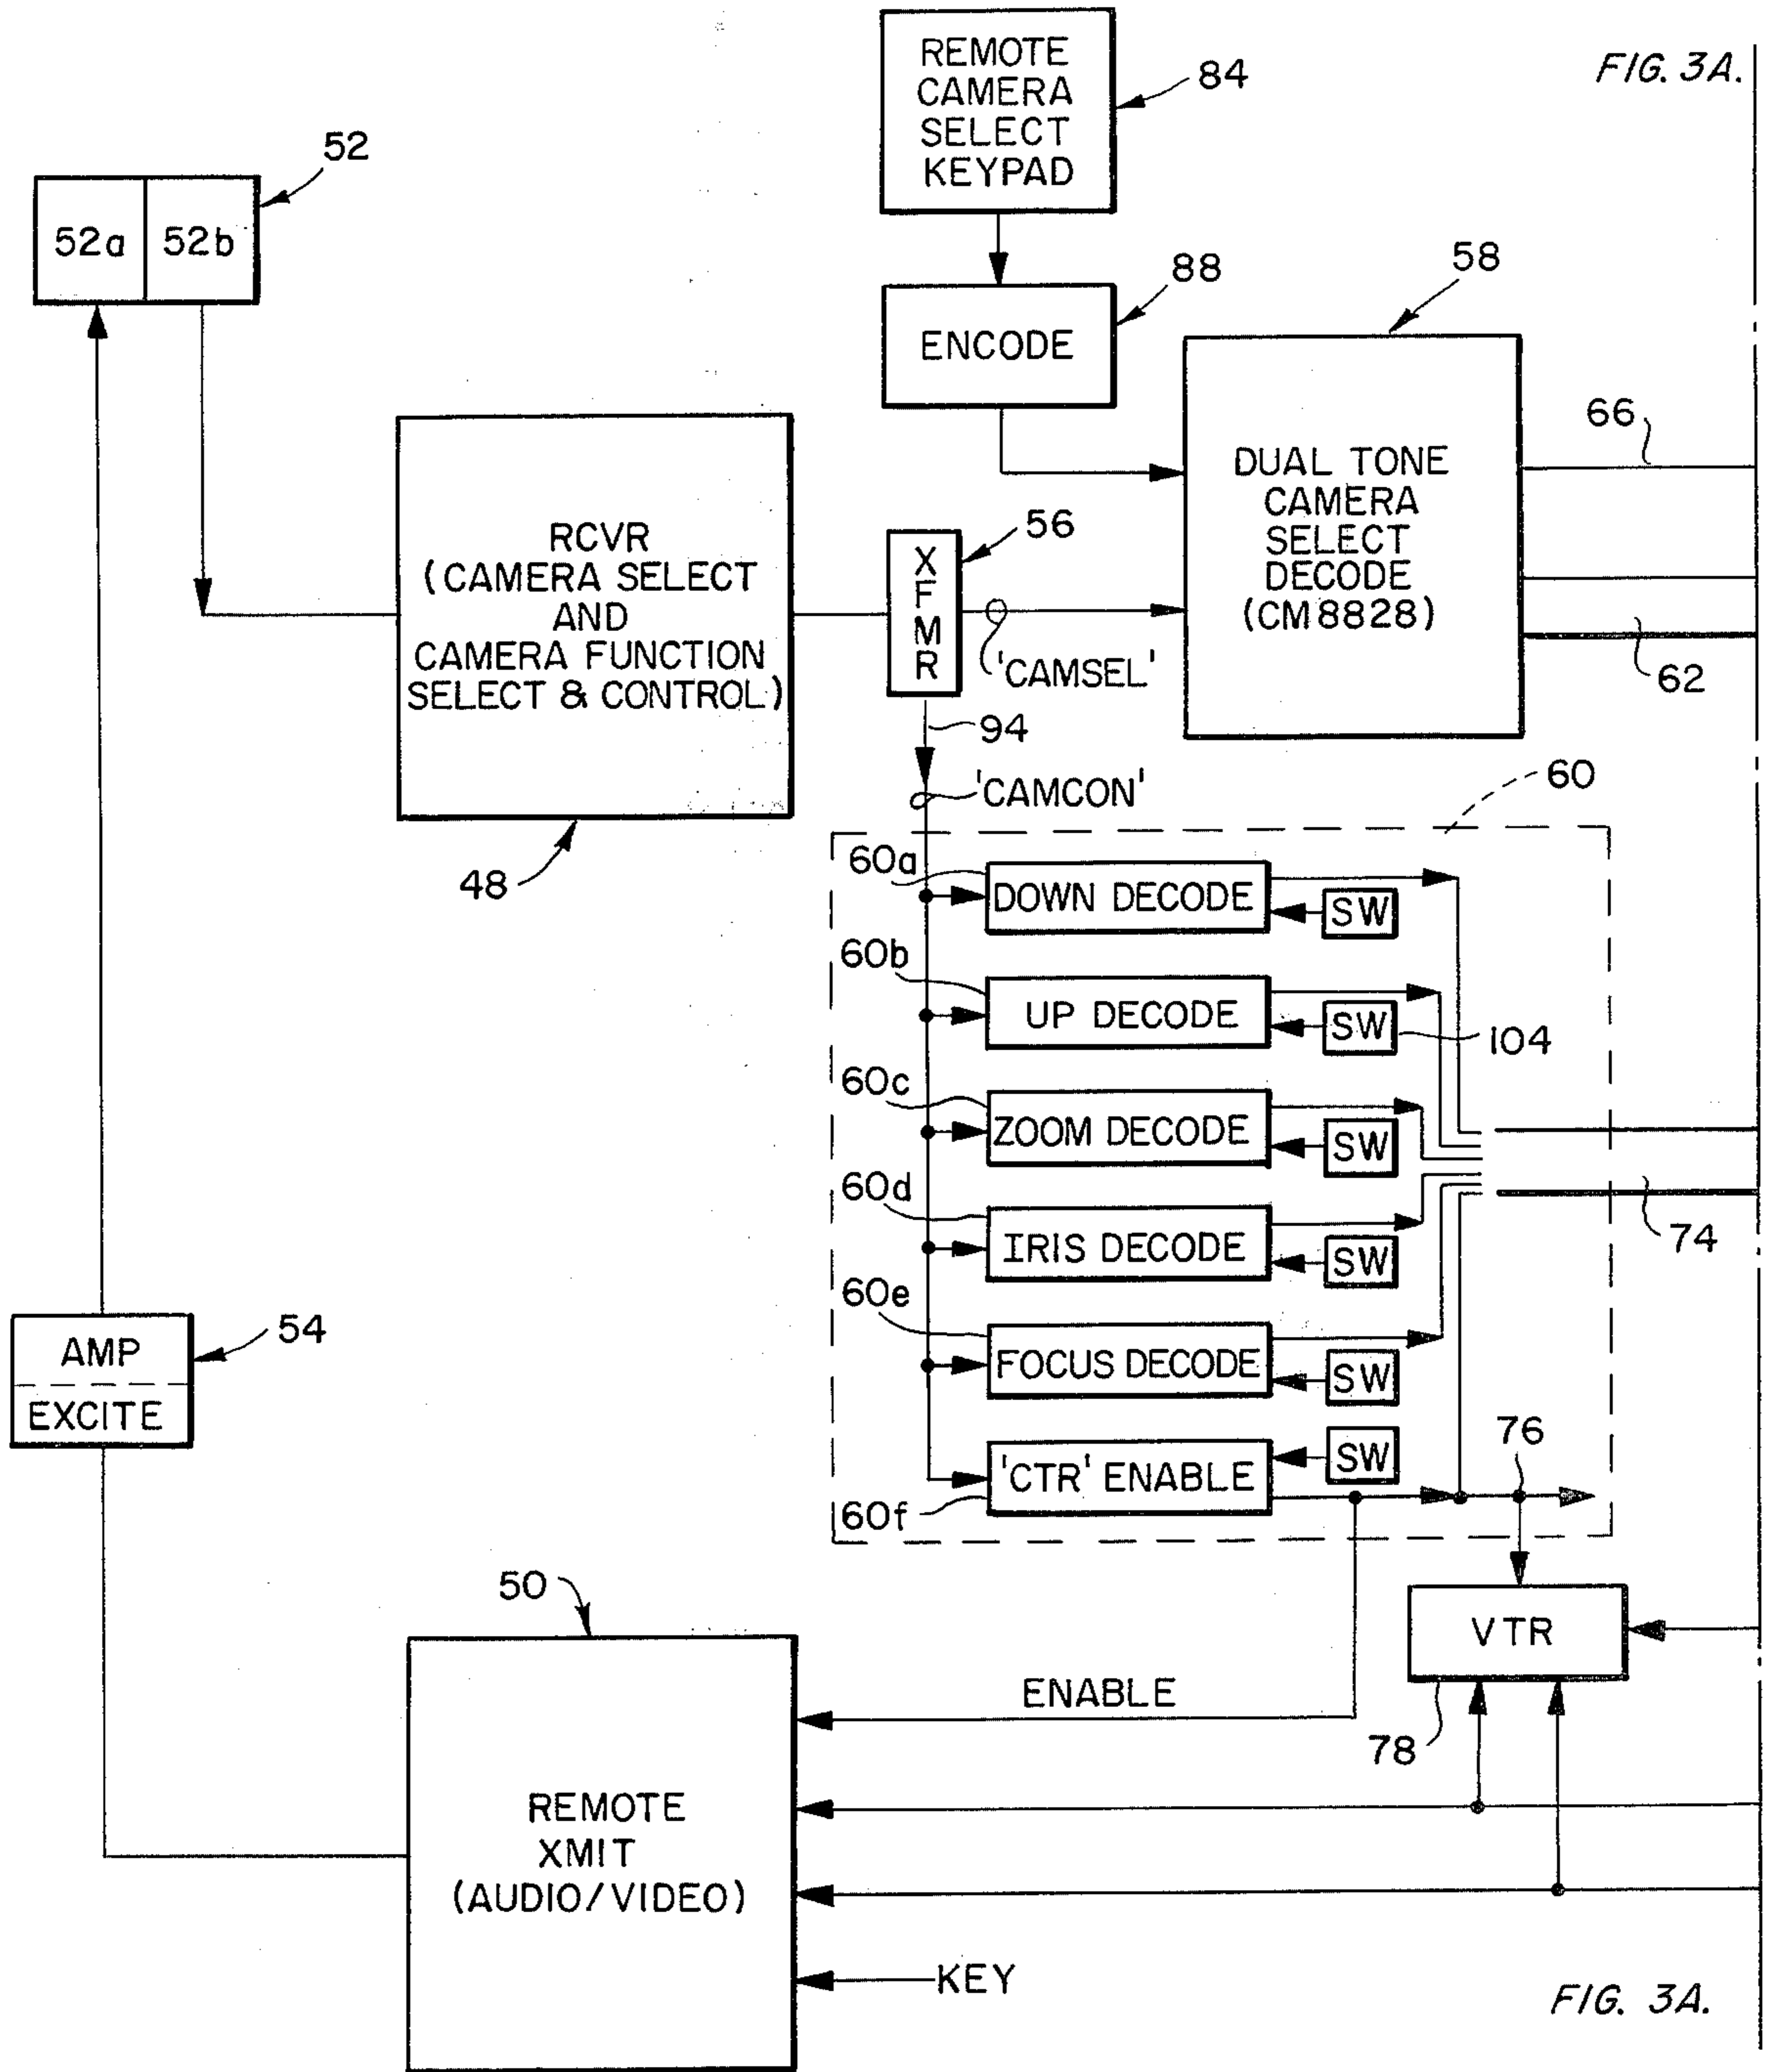 FIG. 3A.
REMOTE
CAMERA
SELECT
KEYPAD
84
52
52a
52b
88
ENCODE
58
DUAL TONE
CAMERA
SELECT
DECODE
(CM8828)
66
62
RCVR
(CAMERA SELECT
AND
CAMERA FUNCTION
SELECT & CONTROL)
48
56
XFMR
'CAMSEL'
94
'CAMCON'
60
60a
DOWN DECODE
SW
60b
UP DECODE
SW
104
60c
ZOOM DECODE
SW
60d
IRIS DECODE
SW
74
60e
FOCUS DECODE
SW
60f
'CTR' ENABLE
SW
76
54
AMP
EXCITE
50
VTR
78
ENABLE
REMOTE
XMIT
(AUDIO/VIDEO)
KEY
FIG. 3A.